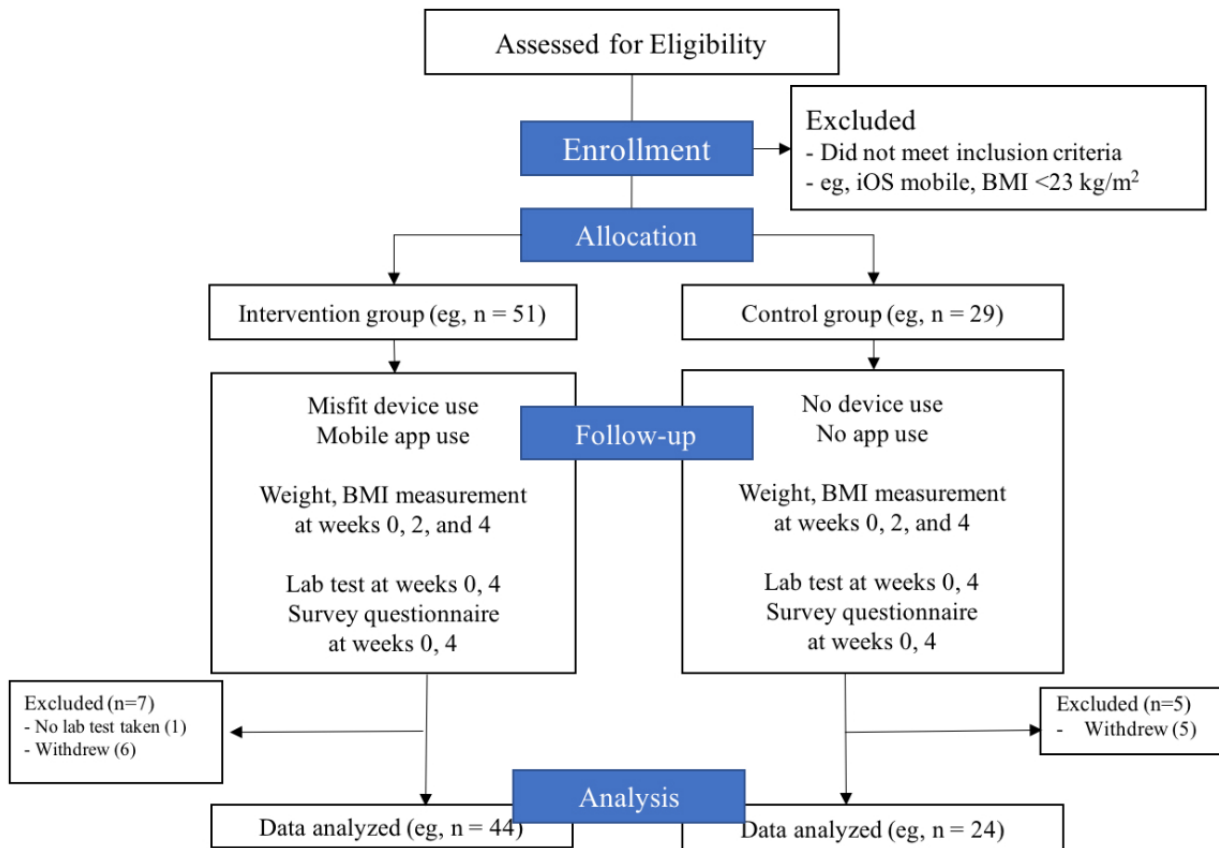 Assessed for Eligibility
Enrollment
Excluded
- Did not meet inclusion criteria
- eg, iOS mobile, BMI <23 kg/m²
Allocation
Intervention group (eg, n = 51)
Control group (eg, n = 29)
Misfit device use
Mobile app use
Weight, BMI measurement
at weeks 0, 2, and 4
Lab test at weeks 0, 4
Survey questionnaire
at weeks 0, 4
Follow-up
No device use
No app use
Weight, BMI measurement
at weeks 0, 2, and 4
Lab test at weeks 0, 4
Survey questionnaire
at weeks 0, 4
Excluded (n=7)
- No lab test taken (1)
- Withdrew (6)
Excluded (n=5)
- Withdrew (5)
Analysis
Data analyzed (eg, n = 44)
Data analyzed (eg, n = 24)